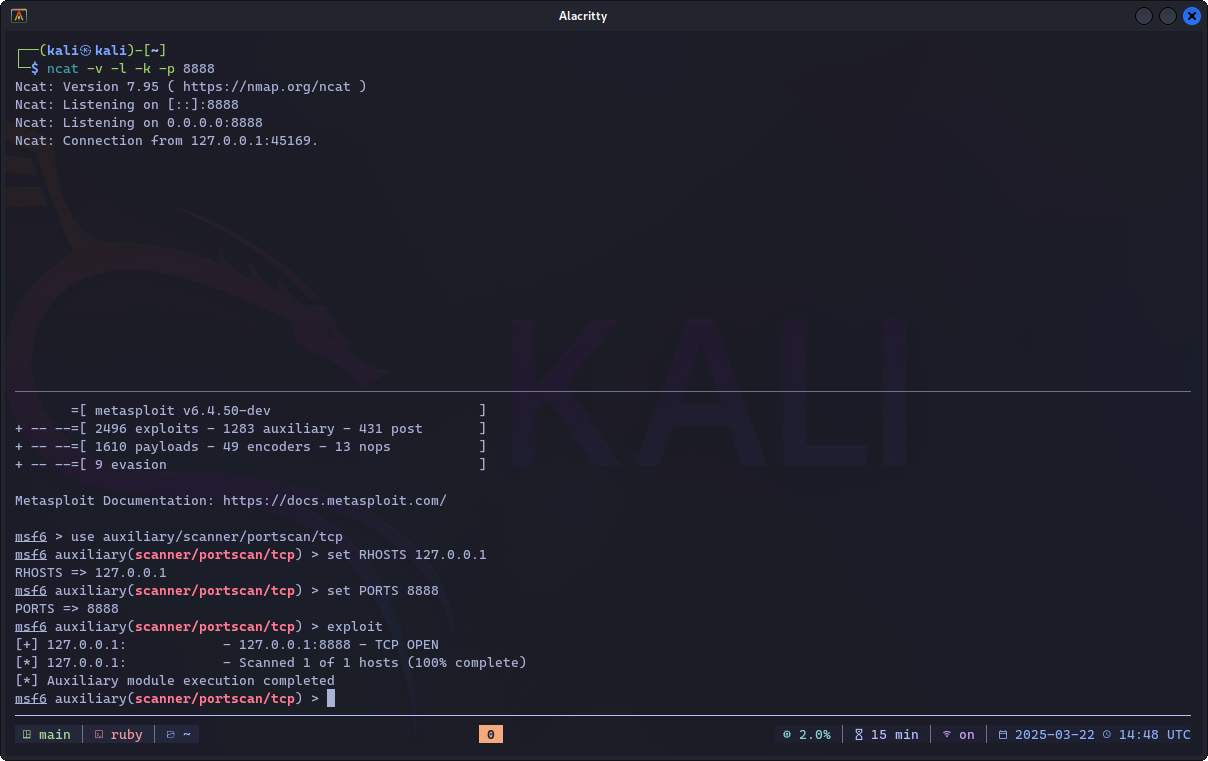 Alacritty
┌──(kali㉿kali)-[~]
└─$ ncat -v -l -k -p 8888
Ncat: Version 7.95 ( https://nmap.org/ncat )
Ncat: Listening on [::]:8888
Ncat: Listening on 0.0.0.0:8888
Ncat: Connection from 127.0.0.1:45169.
KALI
=[ metasploit v6.4.50-dev ]
+ -- --=[ 2496 exploits - 1283 auxiliary - 431 post ]
+ -- --=[ 1610 payloads - 49 encoders - 13 nops ]
+ -- --=[ 9 evasion ]
Metasploit Documentation: https://docs.metasploit.com/
msf6 > use auxiliary/scanner/portscan/tcp
msf6 auxiliary(scanner/portscan/tcp) > set RHOSTS 127.0.0.1
RHOSTS => 127.0.0.1
msf6 auxiliary(scanner/portscan/tcp) > set PORTS 8888
PORTS => 8888
msf6 auxiliary(scanner/portscan/tcp) > exploit
[+] 127.0.0.1: - 127.0.0.1:8888 - TCP OPEN
[*] 127.0.0.1: - Scanned 1 of 1 hosts (100% complete)
[*] Auxiliary module execution completed
msf6 auxiliary(scanner/portscan/tcp) >
main │ ruby │ ~ 0 2.0% │ 15 min │ on │ 2025-03-22 14:48 UTC